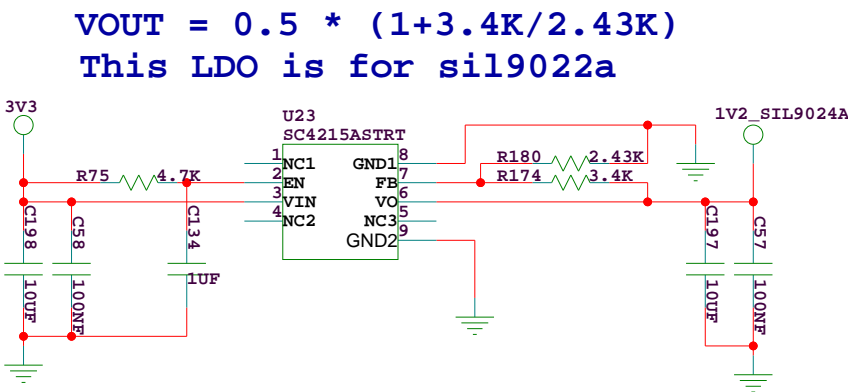 VOUT = 0.5 * (1+3.4K/2.43K)
This LDO is for sil9022a
3V3
U23
SC4215ASTRT
1V2_SIL9024A
1
NC1
GND1
8
R180
2.43K
R75
4.7K
2
EN
FB
7
R174
3.4K
3
VIN
VO
6
4
NC2
NC3
5
GND2
9
C198
10UF
C58
100NF
C134
1UF
C197
10UF
C57
100NF